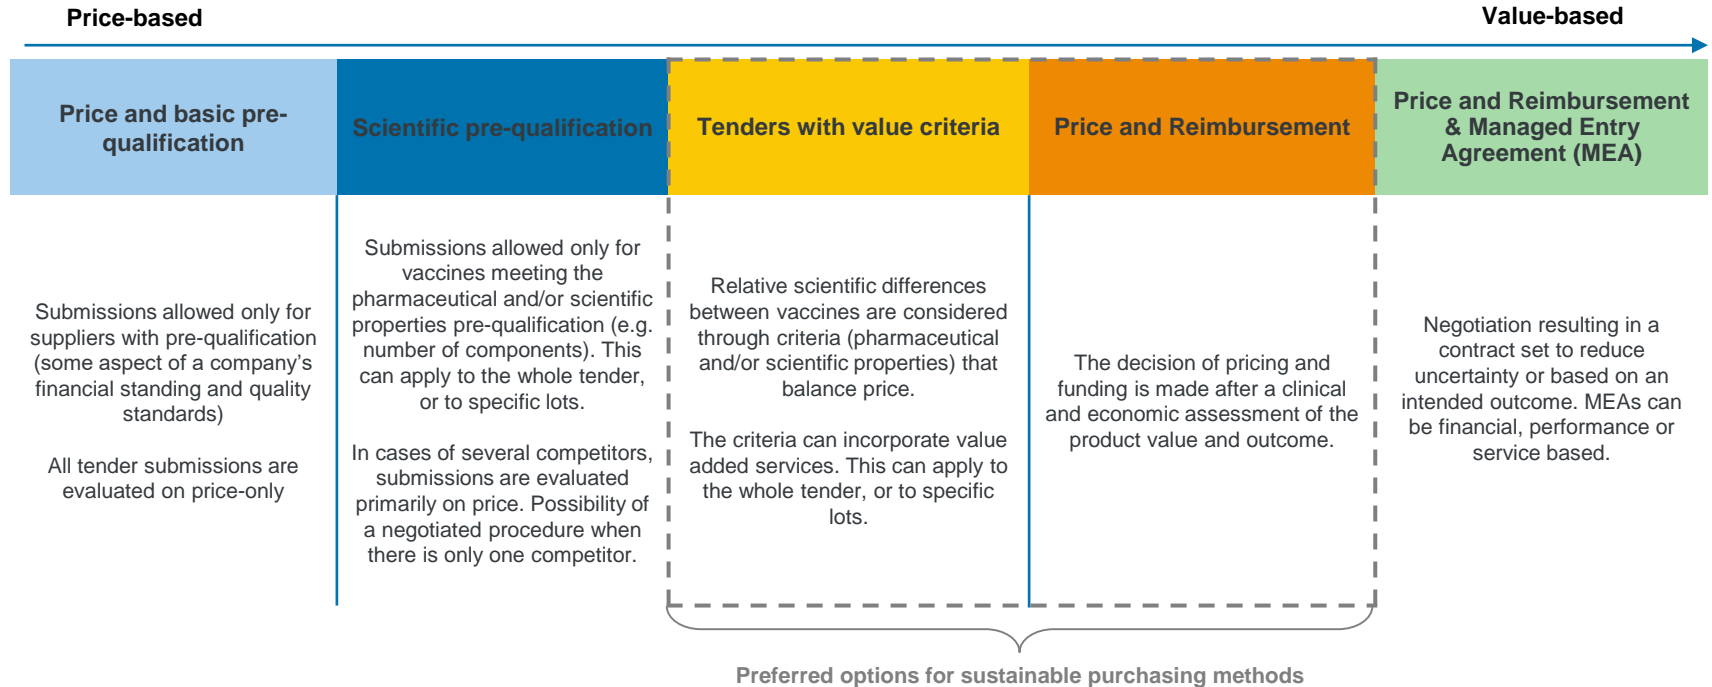 Price-based
Value-based
Price and basic pre-
qualification
Scientific pre-qualification
Tenders with value criteria
Price and Reimbursement
Price and Reimbursement
& Managed Entry
Agreement (MEA)
Submissions allowed only for
suppliers with pre-qualification
(some aspect of a company’s
financial standing and quality
standards)
All tender submissions are
evaluated on price-only
Submissions allowed only for
vaccines meeting the
pharmaceutical and/or scientific
properties pre-qualification (e.g.
number of components). This
can apply to the whole tender,
or to specific lots.
In cases of several competitors,
submissions are evaluated
primarily on price. Possibility of
a negotiated procedure when
there is only one competitor.
Relative scientific differences
between vaccines are considered
through criteria (pharmaceutical
and/or scientific properties) that
balance price.
The criteria can incorporate value
added services. This can apply to
the whole tender, or to specific
lots.
The decision of pricing and
funding is made after a clinical
and economic assessment of the
product value and outcome.
Negotiation resulting in a
contract set to reduce
uncertainty or based on an
intended outcome. MEAs can
be financial, performance or
service based.
Preferred options for sustainable purchasing methods